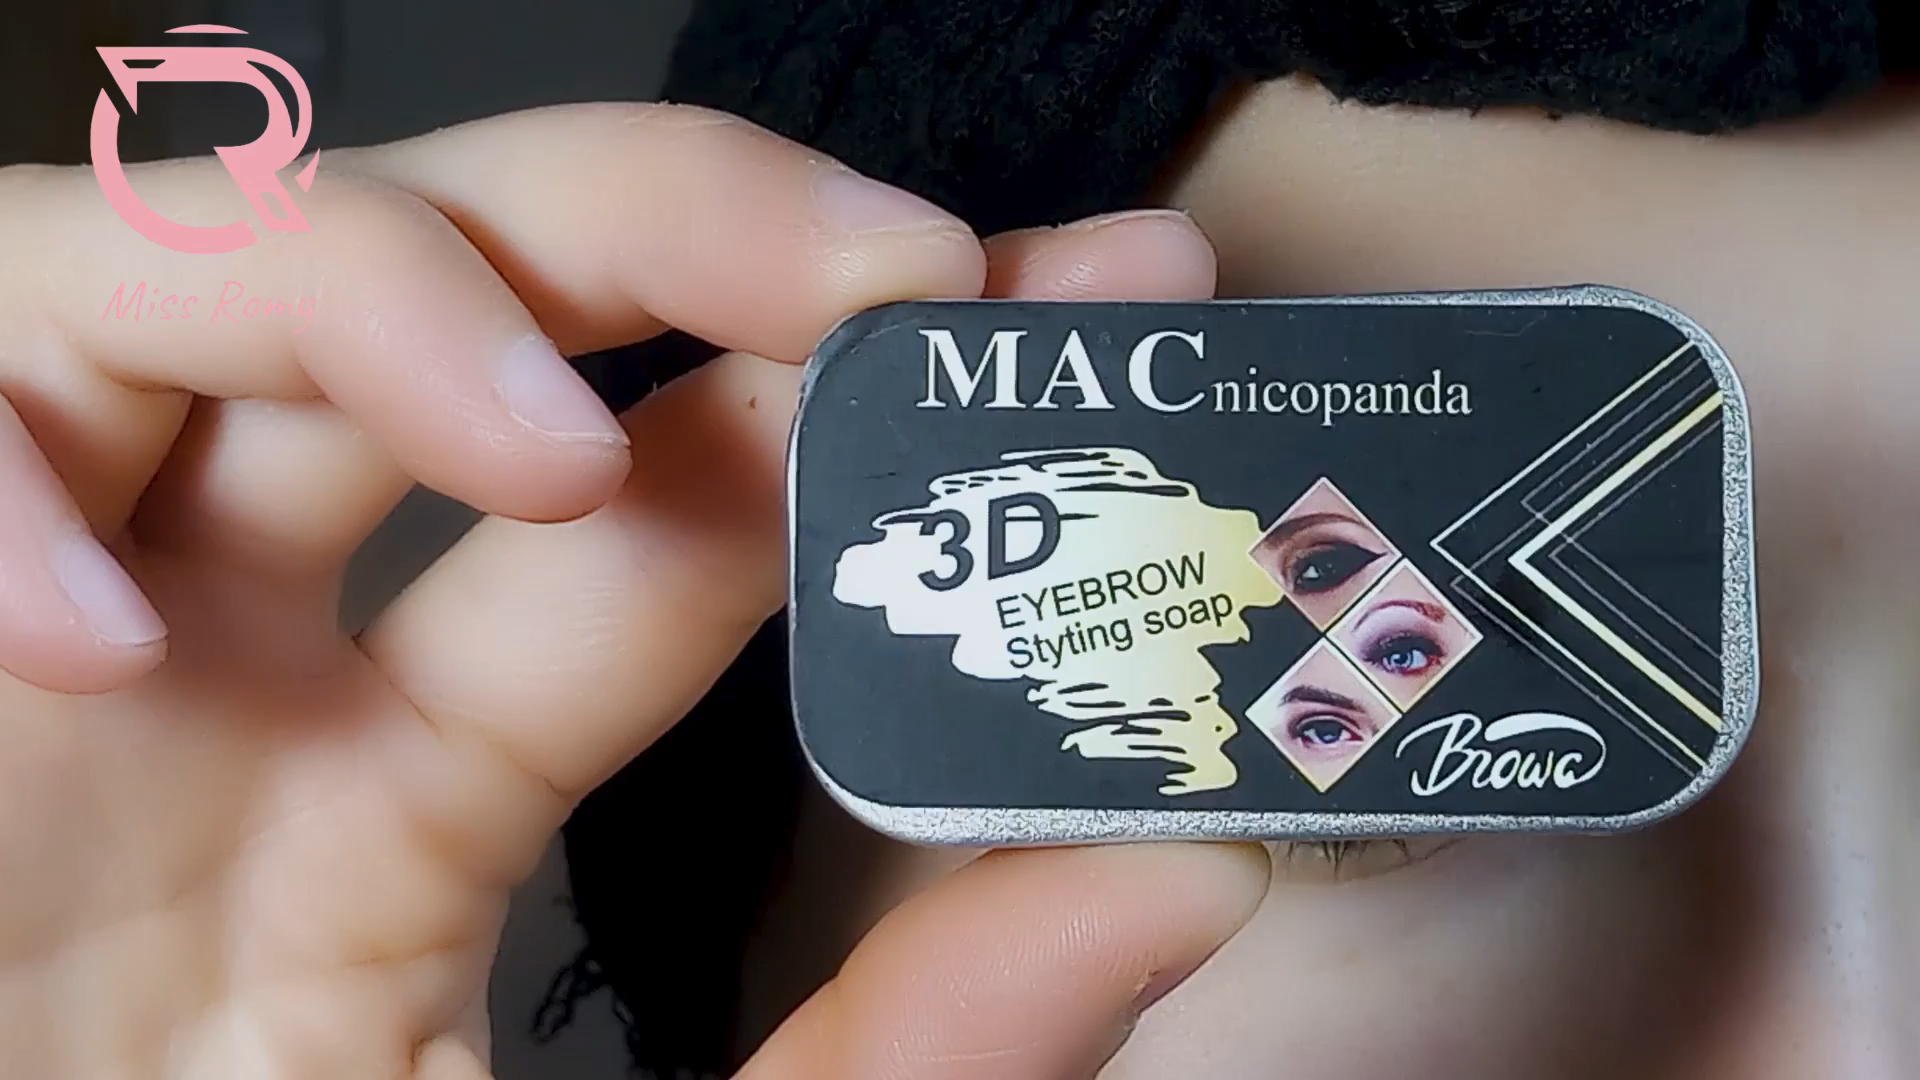 Miss Romy
MAC nicopanda
3D
EYEBROW
Styting soap
Browa